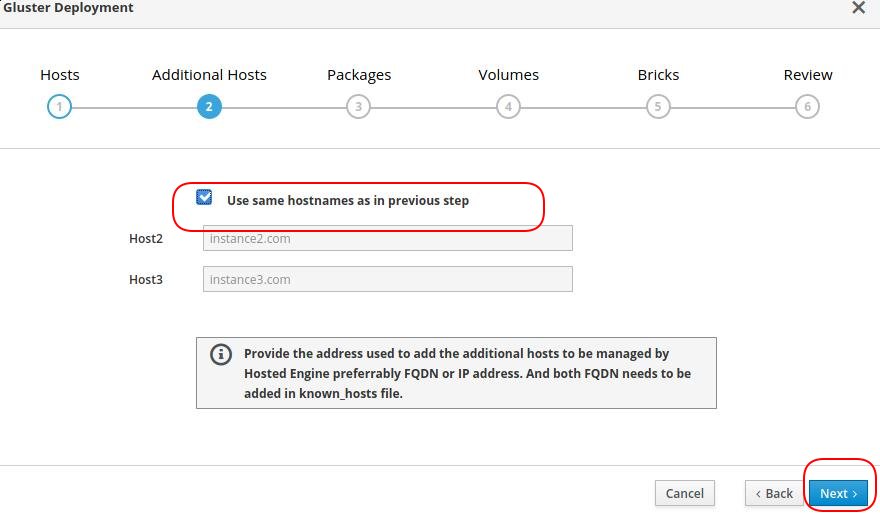 Gluster Deployment
Hosts Additional Hosts Packages Volumes Bricks Review
1 2 3 4 5 6
Use same hostnames as in previous step
Host2 instance2.com
Host3 instance3.com
Provide the address used to add the additional hosts to be managed by
Hosted Engine preferrably FQDN or IP address. And both FQDN needs to be
added in known_hosts file.
Cancel ‹ Back Next ›